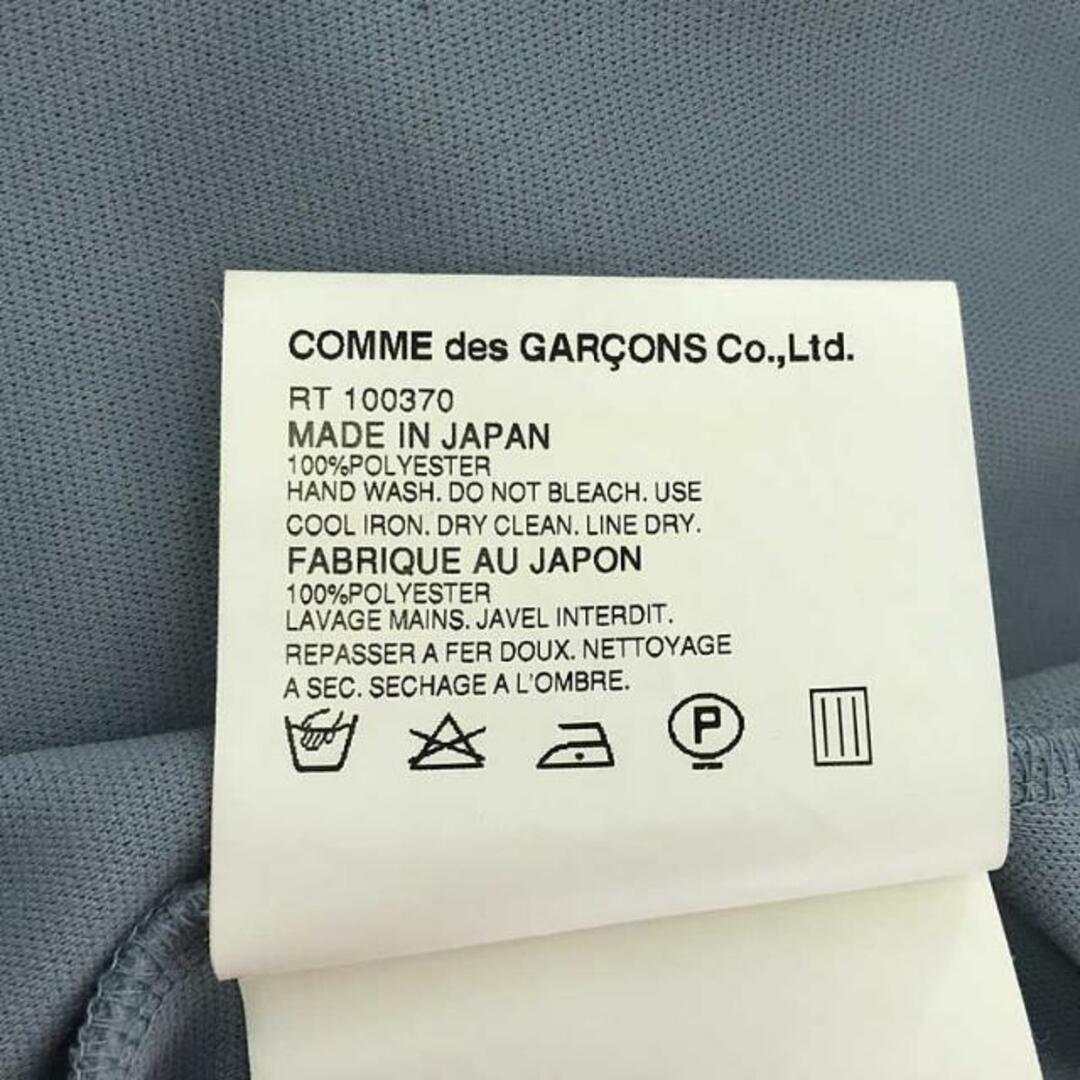 COMME des GARÇONS Co.,Ltd.
RT 100370
MADE IN JAPAN
100%POLYESTER
HAND WASH. DO NOT BLEACH. USE
COOL IRON. DRY CLEAN. LINE DRY.
FABRIQUE AU JAPON
100%POLYESTER
LAVAGE MAINS. JAVEL INTERDIT.
REPASSER A FER DOUX. NETTOYAGE
A SEC. SECHAGE A L'OMBRE.
P